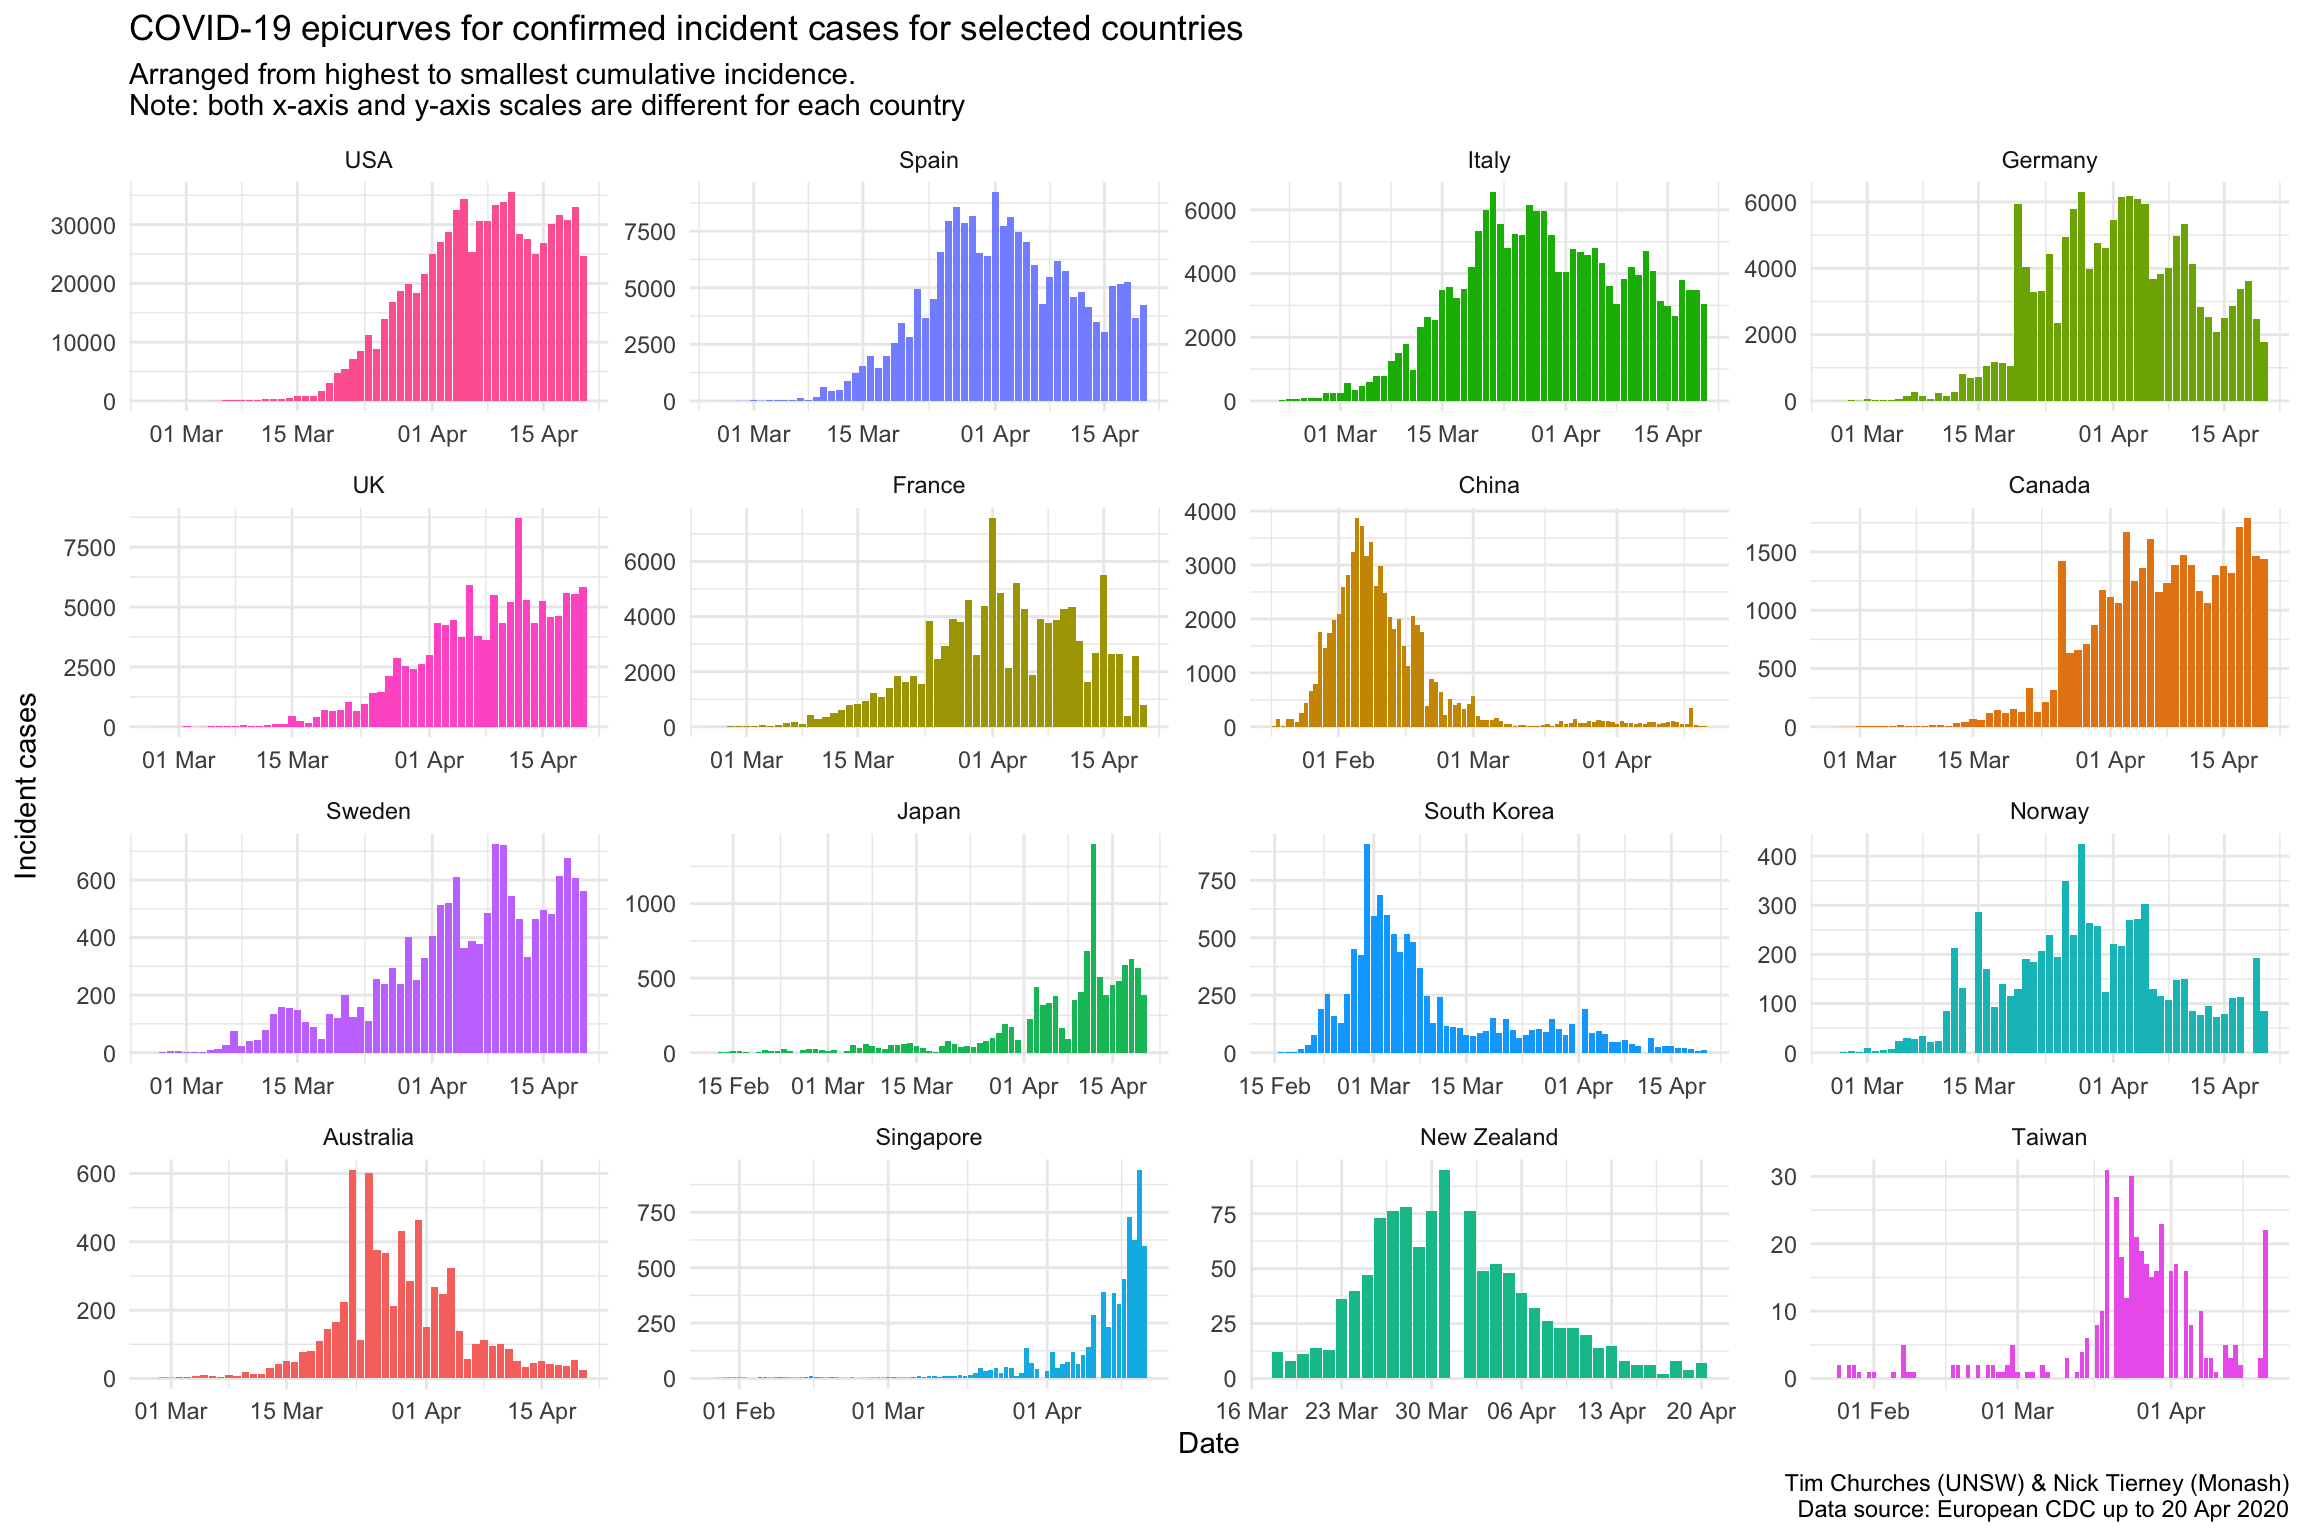 COVID-19 epicurves for confirmed incident cases for selected countries
Arranged from highest to smallest cumulative incidence.
Note: both x-axis and y-axis scales are different for each country
Incident cases
USA
30000
20000
10000
0
01 Mar 15 Mar 01 Apr 15 Apr
Spain
7500
5000
2500
0
01 Mar 15 Mar 01 Apr 15 Apr
Italy
6000
4000
2000
0
01 Mar 15 Mar 01 Apr 15 Apr
Germany
6000
4000
2000
0
01 Mar 15 Mar 01 Apr 15 Apr
UK
7500
5000
2500
0
01 Mar 15 Mar 01 Apr 15 Apr
France
6000
4000
2000
0
01 Mar 15 Mar 01 Apr 15 Apr
China
4000
3000
2000
1000
0
01 Feb 01 Mar 01 Apr
Canada
1500
1000
500
0
01 Mar 15 Mar 01 Apr 15 Apr
Sweden
600
400
200
0
01 Mar 15 Mar 01 Apr 15 Apr
Japan
1000
500
0
15 Feb 01 Mar 15 Mar 01 Apr 15 Apr
South Korea
750
500
250
0
15 Feb 01 Mar 15 Mar 01 Apr 15 Apr
Norway
400
300
200
100
0
01 Mar 15 Mar 01 Apr 15 Apr
Australia
600
400
200
0
01 Mar 15 Mar 01 Apr 15 Apr
Singapore
750
500
250
0
01 Feb 01 Mar 01 Apr
New Zealand
75
50
25
0
16 Mar 23 Mar 30 Mar 06 Apr 13 Apr 20 Apr
Taiwan
30
20
10
0
01 Feb 01 Mar 01 Apr
Date
Tim Churches (UNSW) & Nick Tierney (Monash)
Data source: European CDC up to 20 Apr 2020